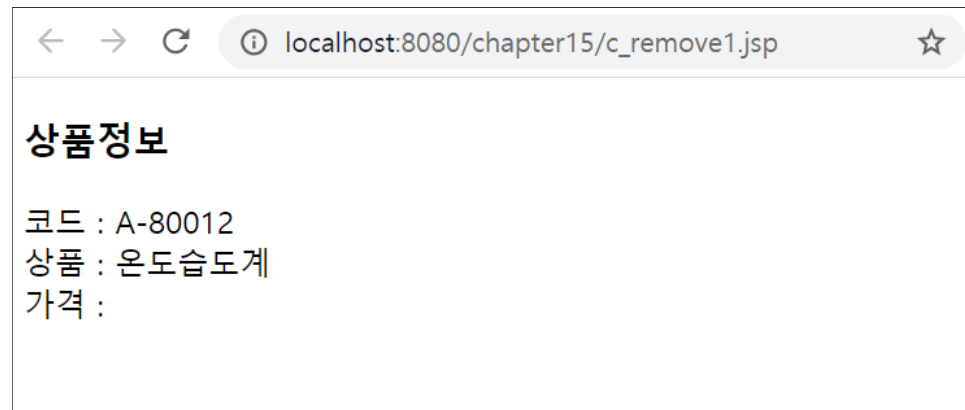 localhost:8080/chapter15/c_remove1.jsp
상품정보
코드 : A-80012
상품 : 온도습도계
가격 :